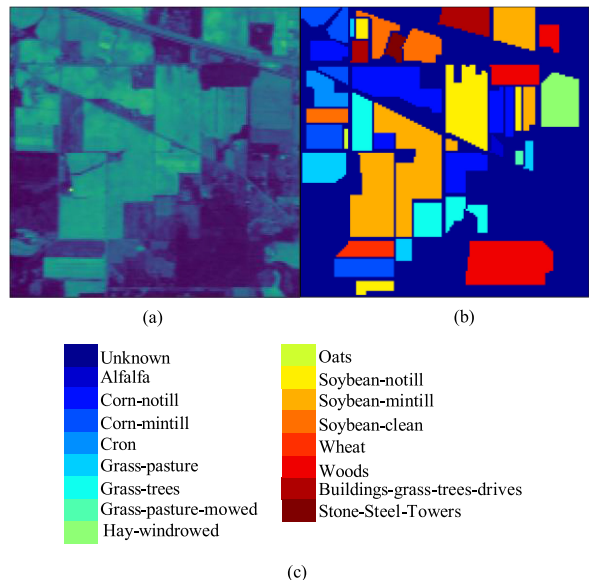 (a)
(b)
Unknown
Alfalfa
Corn-notill
Corn-mintill
Cron
Grass-pasture
Grass-trees
Grass-pasture-mowed
Hay-windrowed
Oats
Soybean-notill
Soybean-mintill
Soybean-clean
Wheat
Woods
Buildings-grass-trees-drives
Stone-Steel-Towers
(c)